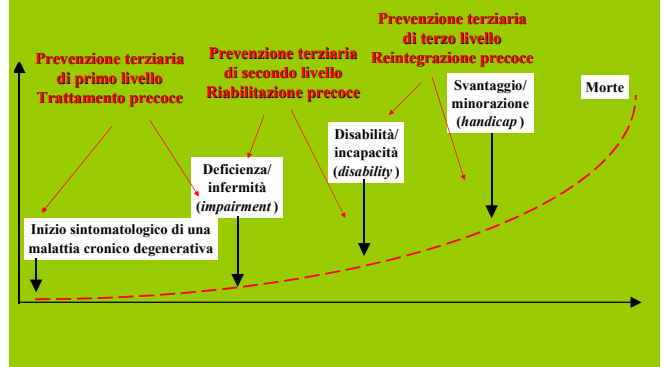 Prevenzione terziaria
di primo livello
Trattamento precoce
Prevenzione terziaria
di secondo livello
Riabilitazione precoce
Prevenzione terziaria
di terzo livello
Reintegrazione precoce
Svantaggio/
minorazione
(handicap )
Morte
Disabilità/
incapacità
(disability)
Deficienza/
infermità
(impairment )
Inizio sintomatologico di una
malattia cronico degenerativa